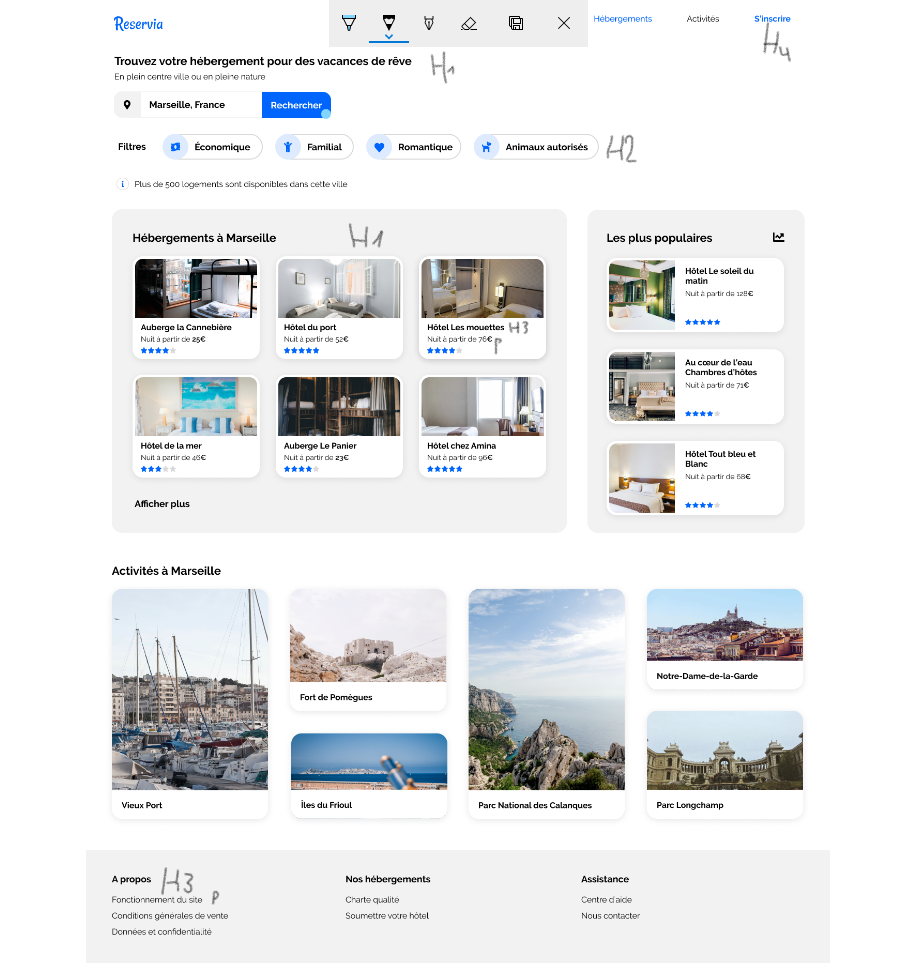 Reservia
Hébergements
Activités
S'inscrire
H4
Trouvez votre hébergement pour des vacances de rêve
H1
En plein centre ville ou en pleine nature
Marseille, France
Rechercher
Filtres
Économique
Familial
Romantique
Animaux autorisés
H2
Plus de 500 logements sont disponibles dans cette ville
Hébergements à Marseille
H1
Auberge la Cannebière
Nuit à partir de 25€
Hôtel du port
Nuit à partir de 52€
Hôtel Les mouettes
H3
Nuit à partir de 76€
P
Hôtel de la mer
Nuit à partir de 46€
Auberge Le Panier
Nuit à partir de 23€
Hôtel chez Amina
Nuit à partir de 96€
Afficher plus
Les plus populaires
Hôtel Le soleil du
matin
Nuit à partir de 128€
Au cœur de l'eau
Chambres d'hôtes
Nuit à partir de 71€
Hôtel Tout bleu et
Blanc
Nuit à partir de 68€
Activités à Marseille
Vieux Port
Fort de Pomègues
Îles du Frioul
Parc National des Calanques
Notre-Dame-de-la-Garde
Parc Longchamp
A propos
H3
Fonctionnement du site
P
Conditions générales de vente
Données et confidentialité
Nos hébergements
Charte qualité
Soumettre votre hôtel
Assistance
Centre d'aide
Nous contacter